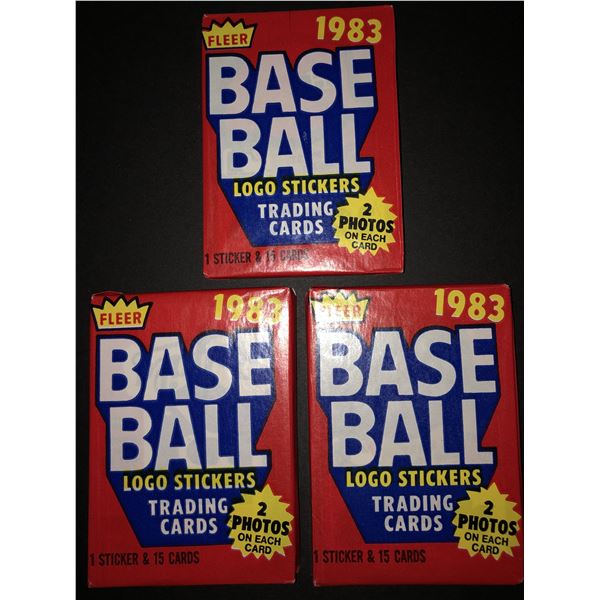 FLEER
1983
BASE
BALL
LOGO STICKERS
TRADING
CARDS
2
PHOTOS
ON EACH
CARD
1 STICKER & 15 CARDS
FLEER
1983
BASE
BALL
LOGO STICKERS
TRADING
CARDS
2
PHOTOS
ON EACH
CARD
1 STICKER & 15 CARDS
FLEER
1983
BASE
BALL
LOGO STICKERS
TRADING
CARDS
2
PHOTOS
ON EACH
CARD
1 STICKER & 15 CARDS